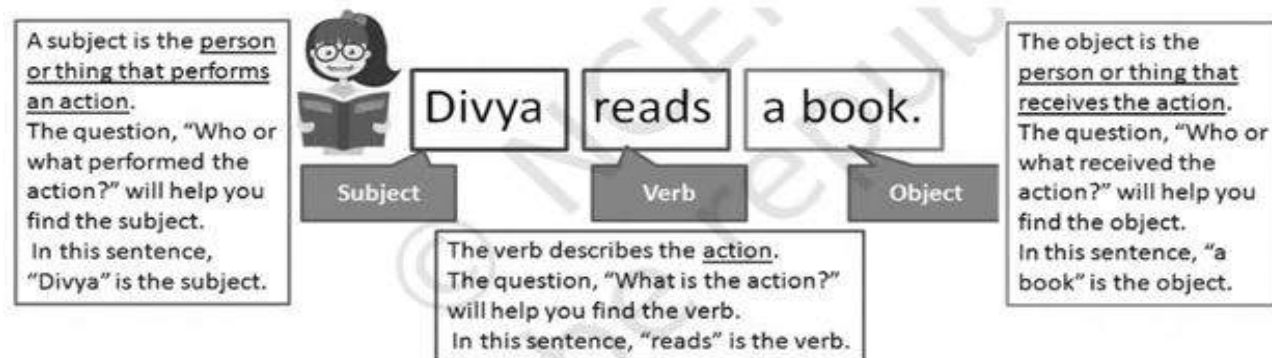 A subject is the person
or thing that performs
an action.
The question, "Who or
what performed the
action?" will help you
find the subject.
In this sentence,
"Divya" is the subject.
Divya reads a book.
Subject
Verb
Object
The verb describes the action.
The question, "What is the action?"
will help you find the verb.
In this sentence, "reads" is the verb.
The object is the
person or thing that
receives the action.
The question, "Who or
what received the
action?" will help you
find the object.
In this sentence, "a
book" is the object.